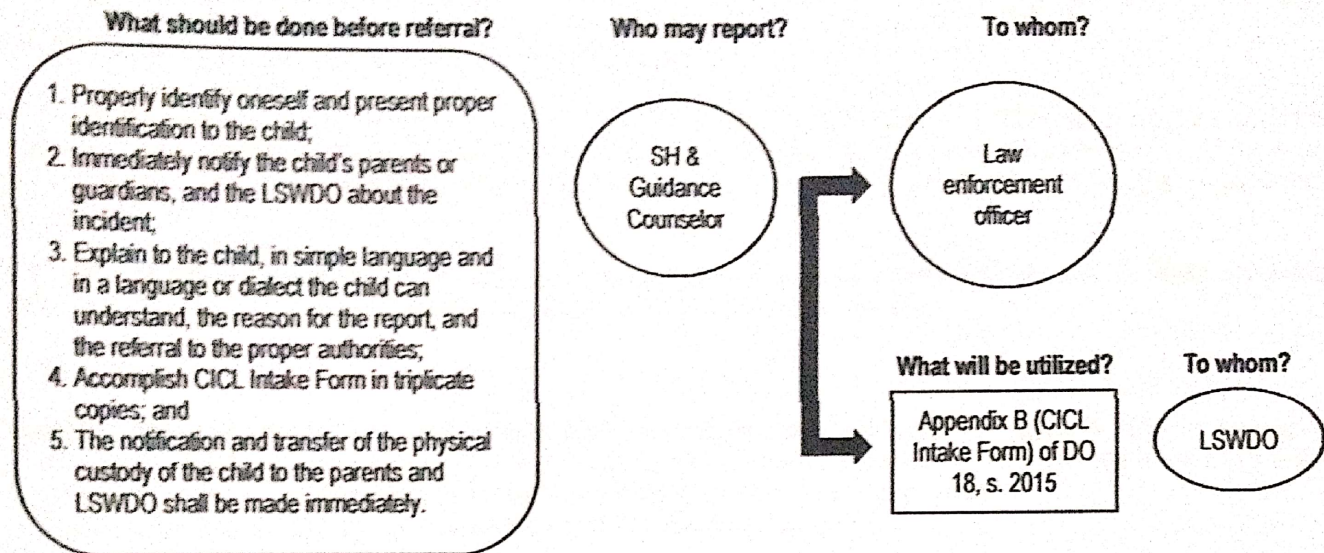 What should be done before referral?
1. Properly identify oneself and present proper
identification to the child;
2. Immediately notify the child's parents or
guardians, and the LSWDO about the
incident;
3. Explain to the child, in simple language and
in a language or dialect the child can
understand, the reason for the report, and
the referral to the proper authorities;
4. Accomplish CICL Intake Form in triplicate
copies; and
5. The notification and transfer of the physical
custody of the child to the parents and
LSWDO shall be made immediately.
Who may report?
SH &
Guidance
Counselor
To whom?
Law
enforcement
officer
What will be utilized?
Appendix B (CICL
Intake Form) of DO
18, s. 2015
To whom?
LSWDO